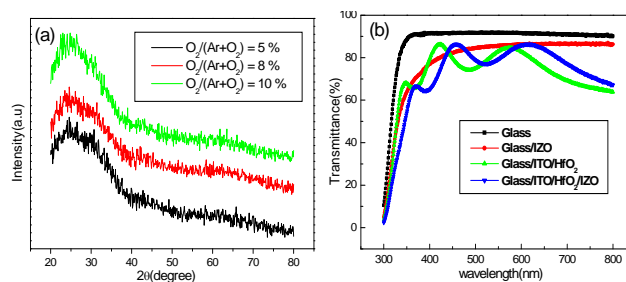 (a)
O2/(Ar+O2) = 5 %
O2/(Ar+O2) = 8 %
O2/(Ar+O2) = 10 %
Intensity(a.u)
20 30 40 50 60 70 80
2θ(degree)
(b)
100
80
60
40
20
0
Transmittance(%)
Glass
Glass/IZO
Glass/ITO/HfO2
Glass/ITO/HfO2/IZO
300 400 500 600 700 800
wavelength(nm)